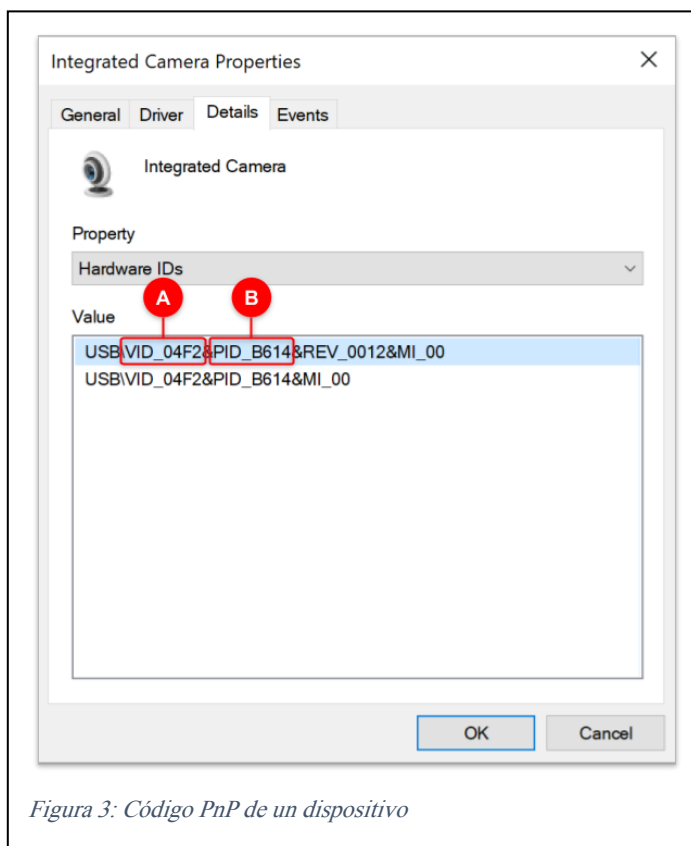 Integrated Camera Properties
General Driver Details Events
Integrated Camera
Property
Hardware IDs
A B
Value
USB\VID_04F2&PID_B614&REV_0012&MI_00
USB\VID_04F2&PID_B614&MI_00
OK Cancel
Figura 3: Código PnP de un dispositivo